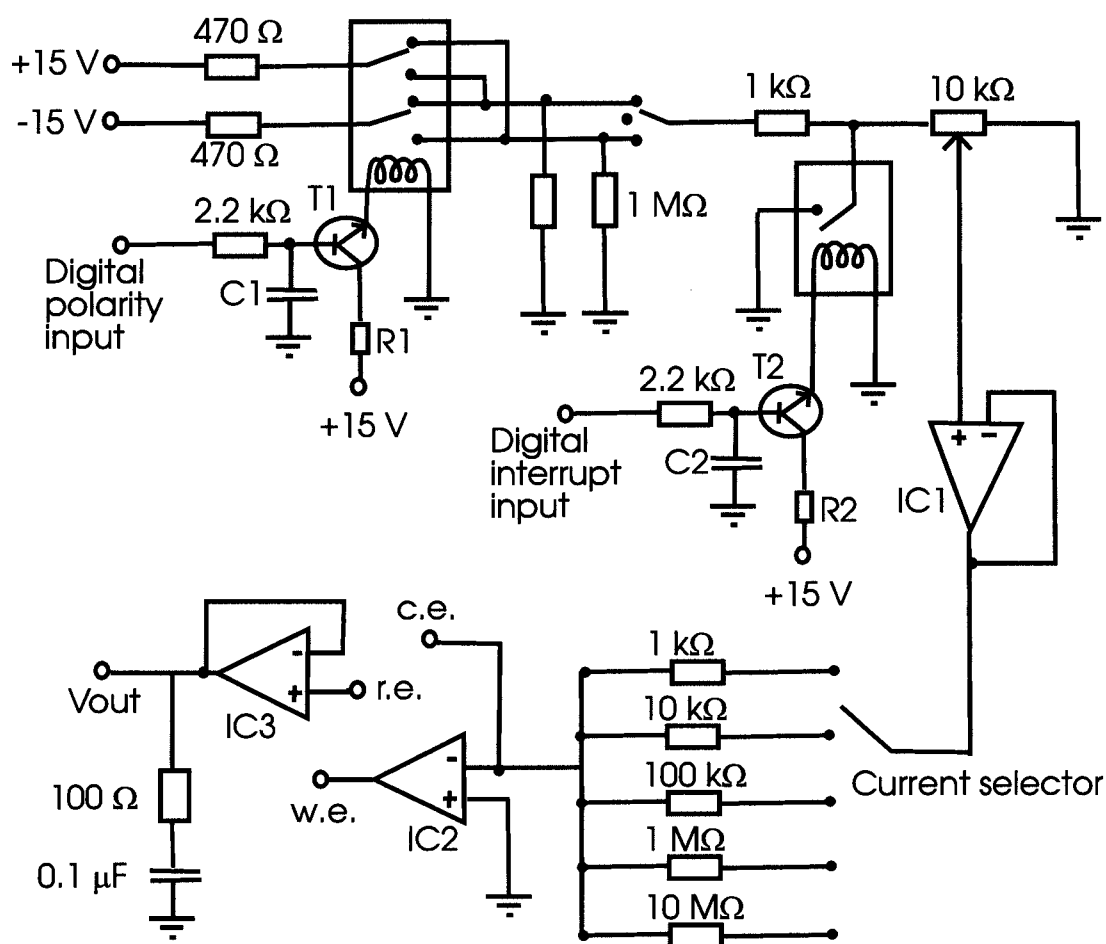 470 Ω
+15 V
-15 V
470 Ω
1 kΩ
10 kΩ
T1
2.2 kΩ
1 MΩ
Digital
polarity
input
C1
R1
+15 V
T2
2.2 kΩ
Digital
interrupt
input
C2
R2
+15 V
+
-
IC1
c.e.
1 kΩ
-
+
r.e.
Vout
IC3
10 kΩ
-
+
w.e.
IC2
100 kΩ
Current selector
100 Ω
1 MΩ
0.1 µF
10 MΩ